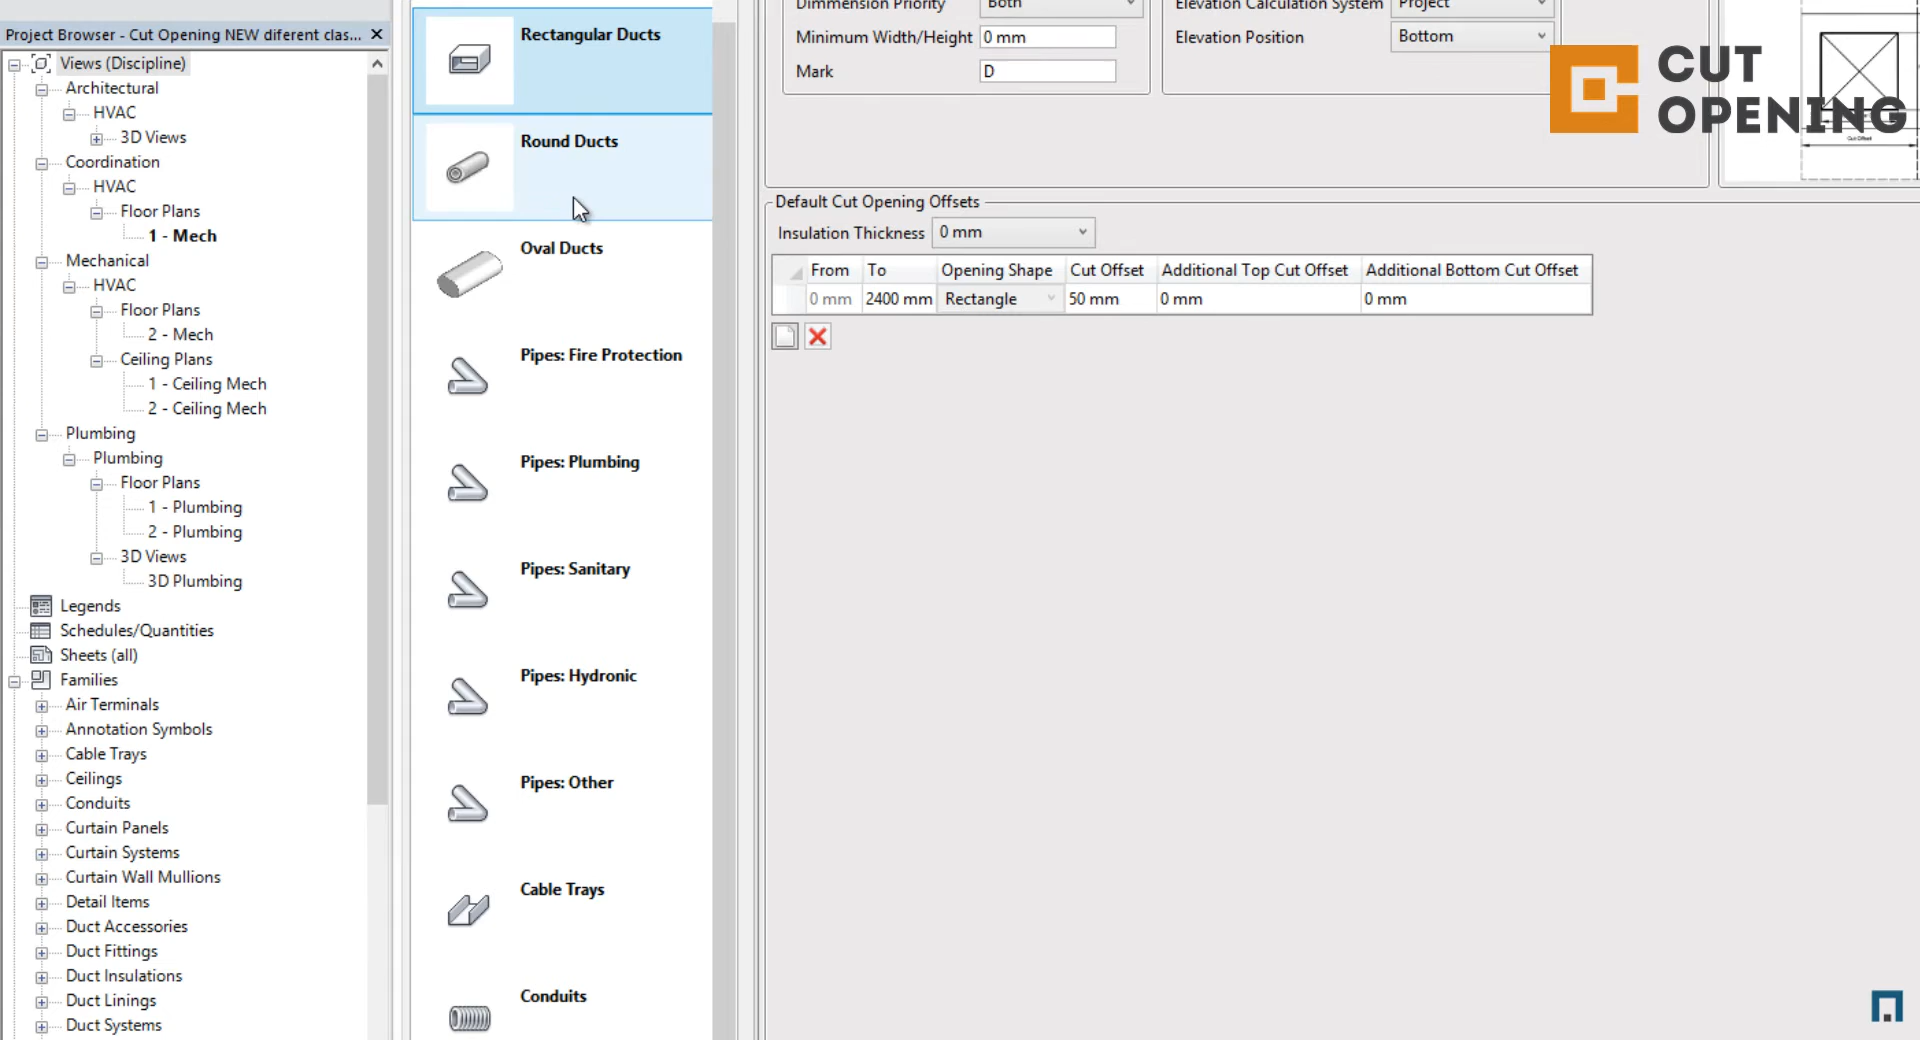 Project Browser - Cut Opening NEW diferent clas...
Views (Discipline)
Architectural
HVAC
3D Views
Coordination
HVAC
Floor Plans
1 - Mech
Mechanical
HVAC
Floor Plans
2 - Mech
Ceiling Plans
1 - Ceiling Mech
2 - Ceiling Mech
Plumbing
Plumbing
Floor Plans
1 - Plumbing
2 - Plumbing
3D Views
3D Plumbing
Legends
Schedules/Quantities
Sheets (all)
Families
Air Terminals
Annotation Symbols
Cable Trays
Ceilings
Conduits
Curtain Panels
Curtain Systems
Curtain Wall Mullions
Detail Items
Duct Accessories
Duct Fittings
Duct Insulations
Duct Linings
Duct Systems
Rectangular Ducts
Round Ducts
Oval Ducts
Pipes: Fire Protection
Pipes: Plumbing
Pipes: Sanitary
Pipes: Hydronic
Pipes: Other
Cable Trays
Conduits
Dimmension Priority Both
Minimum Width/Height 0 mm
Mark D
Elevation Calculation System Project
Elevation Position Bottom
CUT
OPENING
Cut Offset
Default Cut Opening Offsets
Insulation Thickness 0 mm
From To Opening Shape Cut Offset Additional Top Cut Offset Additional Bottom Cut Offset
0 mm 2400 mm Rectangle 50 mm 0 mm 0 mm